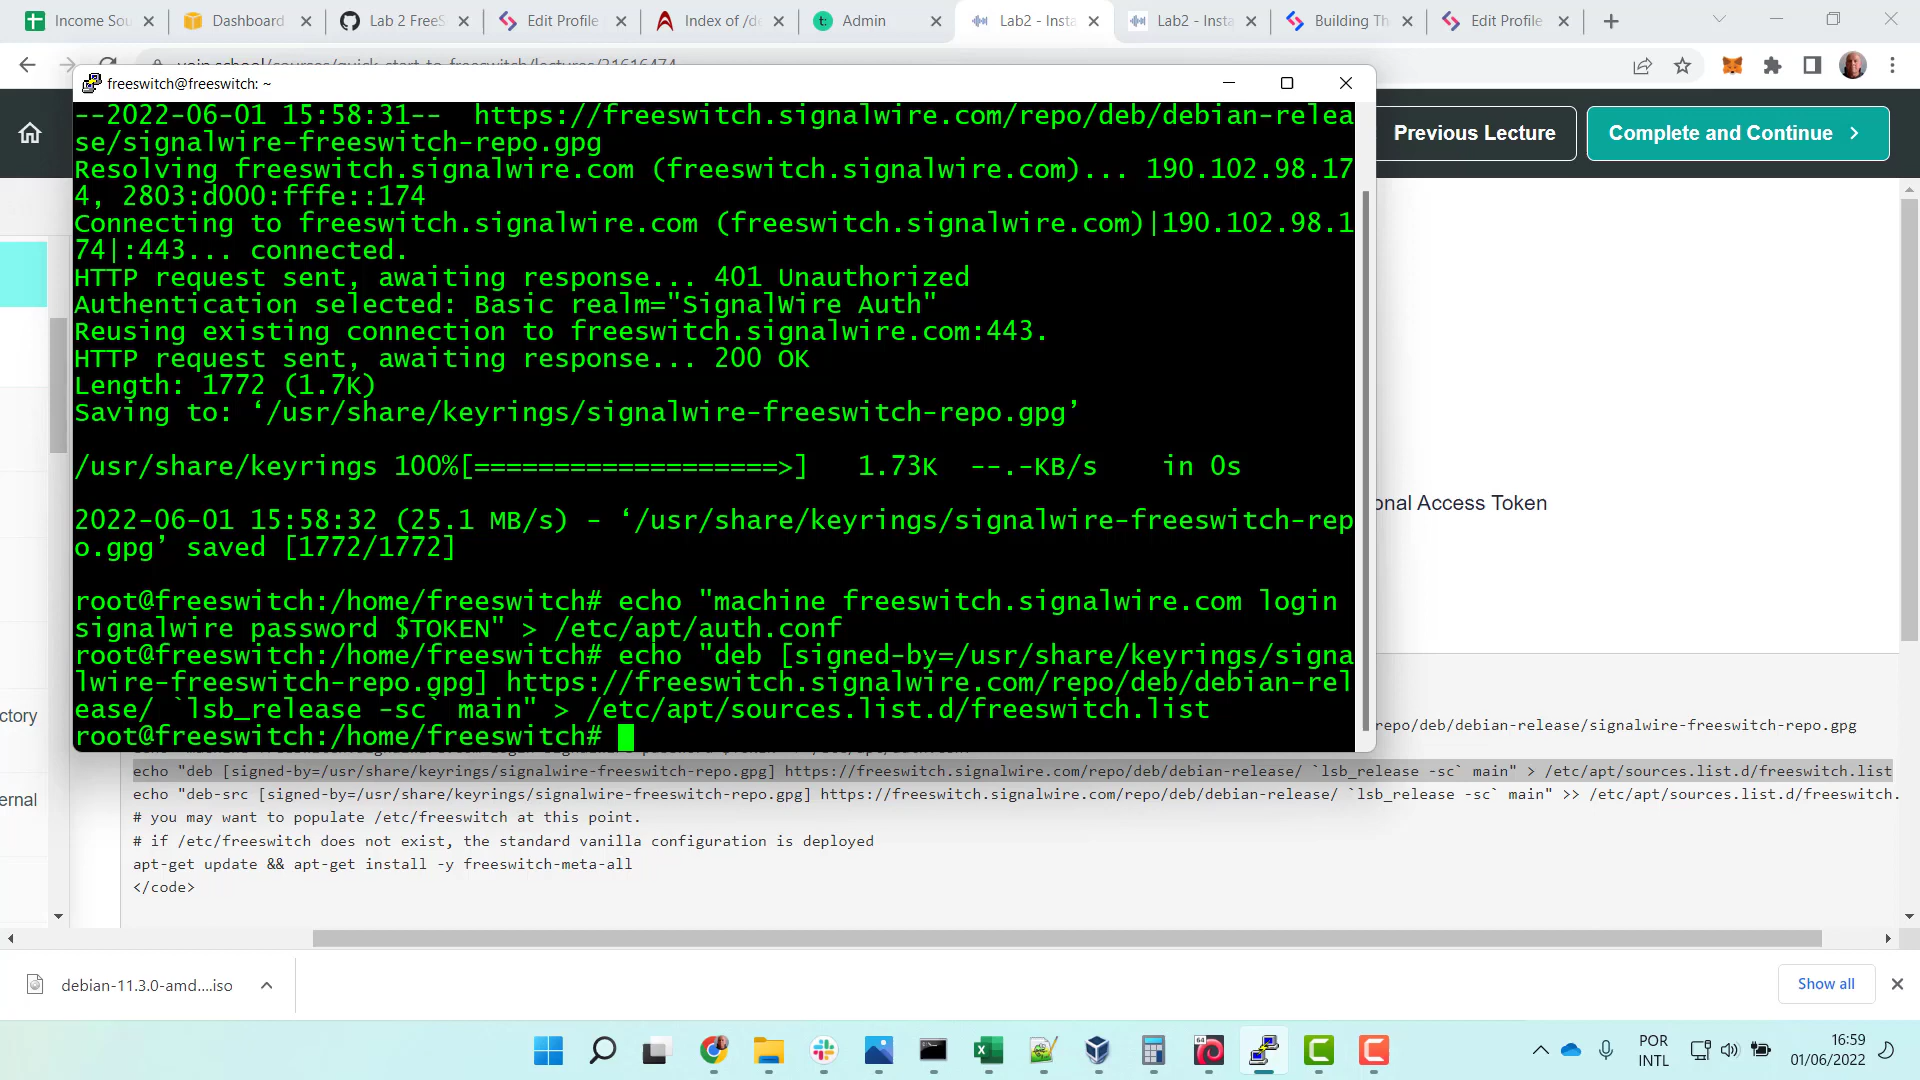 Income So
Dashboard
Lab 2 FreeS
Edit Profile
Index of /de
Admin
Lab2 - Insta
Lab2 - Insta
Building Th
Edit Profile
freeswitch@freeswitch: ~
Previous Lecture
Complete and Continue
--2022-06-01 15:58:31--  https://freeswitch.signalwire.com/repo/deb/debian-relea
se/signalwire-freeswitch-repo.gpg
Resolving freeswitch.signalwire.com (freeswitch.signalwire.com)... 190.102.98.17
4, 2803:d000:fffe::174
Connecting to freeswitch.signalwire.com (freeswitch.signalwire.com)|190.102.98.1
74|:443... connected.
HTTP request sent, awaiting response... 401 Unauthorized
Authentication selected: Basic realm="SignalWire Auth"
Reusing existing connection to freeswitch.signalwire.com:443.
HTTP request sent, awaiting response... 200 OK
Length: 1772 (1.7K)
Saving to: ‘/usr/share/keyrings/signalwire-freeswitch-repo.gpg’
/usr/share/keyrings 100%[===================>]   1.73K  --.-KB/s    in 0s
2022-06-01 15:58:32 (25.1 MB/s) - ‘/usr/share/keyrings/signalwire-freeswitch-rep
o.gpg’ saved [1772/1772]
root@freeswitch:/home/freeswitch# echo "machine freeswitch.signalwire.com login
signalwire password $TOKEN" > /etc/apt/auth.conf
root@freeswitch:/home/freeswitch# echo "deb [signed-by=/usr/share/keyrings/signa
lwire-freeswitch-repo.gpg] https://freeswitch.signalwire.com/repo/deb/debian-rel
ease/ `lsb_release -sc` main" > /etc/apt/sources.list.d/freeswitch.list
root@freeswitch:/home/freeswitch#
onal Access Token
ctory
ernal
repo/deb/debian-release/signalwire-freeswitch-repo.gpg
echo "deb [signed-by=/usr/share/keyrings/signalwire-freeswitch-repo.gpg] https://freeswitch.signalwire.com/repo/deb/debian-release/ `lsb_release -sc` main" > /etc/apt/sources.list.d/freeswitch.list
echo "deb-src [signed-by=/usr/share/keyrings/signalwire-freeswitch-repo.gpg] https://freeswitch.signalwire.com/repo/deb/debian-release/ `lsb_release -sc` main" >> /etc/apt/sources.list.d/freeswitch.
# you may want to populate /etc/freeswitch at this point.
# if /etc/freeswitch does not exist, the standard vanilla configuration is deployed
apt-get update && apt-get install -y freeswitch-meta-all
</code>
debian-11.3.0-amd....iso
Show all
64
POR
INTL
16:59
01/06/2022